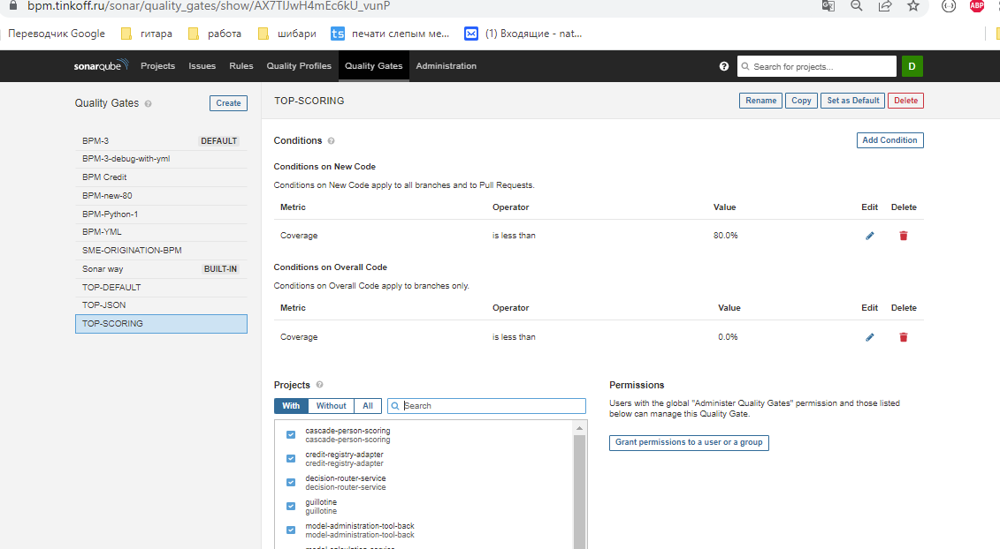 bpm.tinkoff.ru/sonar/quality_gates/show/AX7TIJwH4mEc6kU_vunP
ABP
Переводчик Google гитара работа шибари ts печати слепым ме... (1) Входящие - nat...
sonarqube Projects Issues Rules Quality Profiles Quality Gates Administration ? Search for projects... D
Quality Gates ? Create
BPM-3 DEFAULT
BPM-3-debug-with-yml
BPM Credit
BPM-new-80
BPM-Python-1
BPM-YML
SME-ORIGINATION-BPM
Sonar way BUILT-IN
TOP-DEFAULT
TOP-JSON
TOP-SCORING
TOP-SCORING Rename Copy Set as Default Delete
Conditions ? Add Condition
Conditions on New Code
Conditions on New Code apply to all branches and to Pull Requests.
Metric Operator Value Edit Delete
Coverage is less than 80.0%
Conditions on Overall Code
Conditions on Overall Code apply to branches only.
Metric Operator Value Edit Delete
Coverage is less than 0.0%
Projects ?
With Without All Search
cascade-person-scoring
cascade-person-scoring
credit-registry-adapter
credit-registry-adapter
decision-router-service
decision-router-service
guillotine
guillotine
model-administration-tool-back
model-administration-tool-back
Permissions
Users with the global "Administer Quality Gates" permission and those listed
below can manage this Quality Gate.
Grant permissions to a user or a group